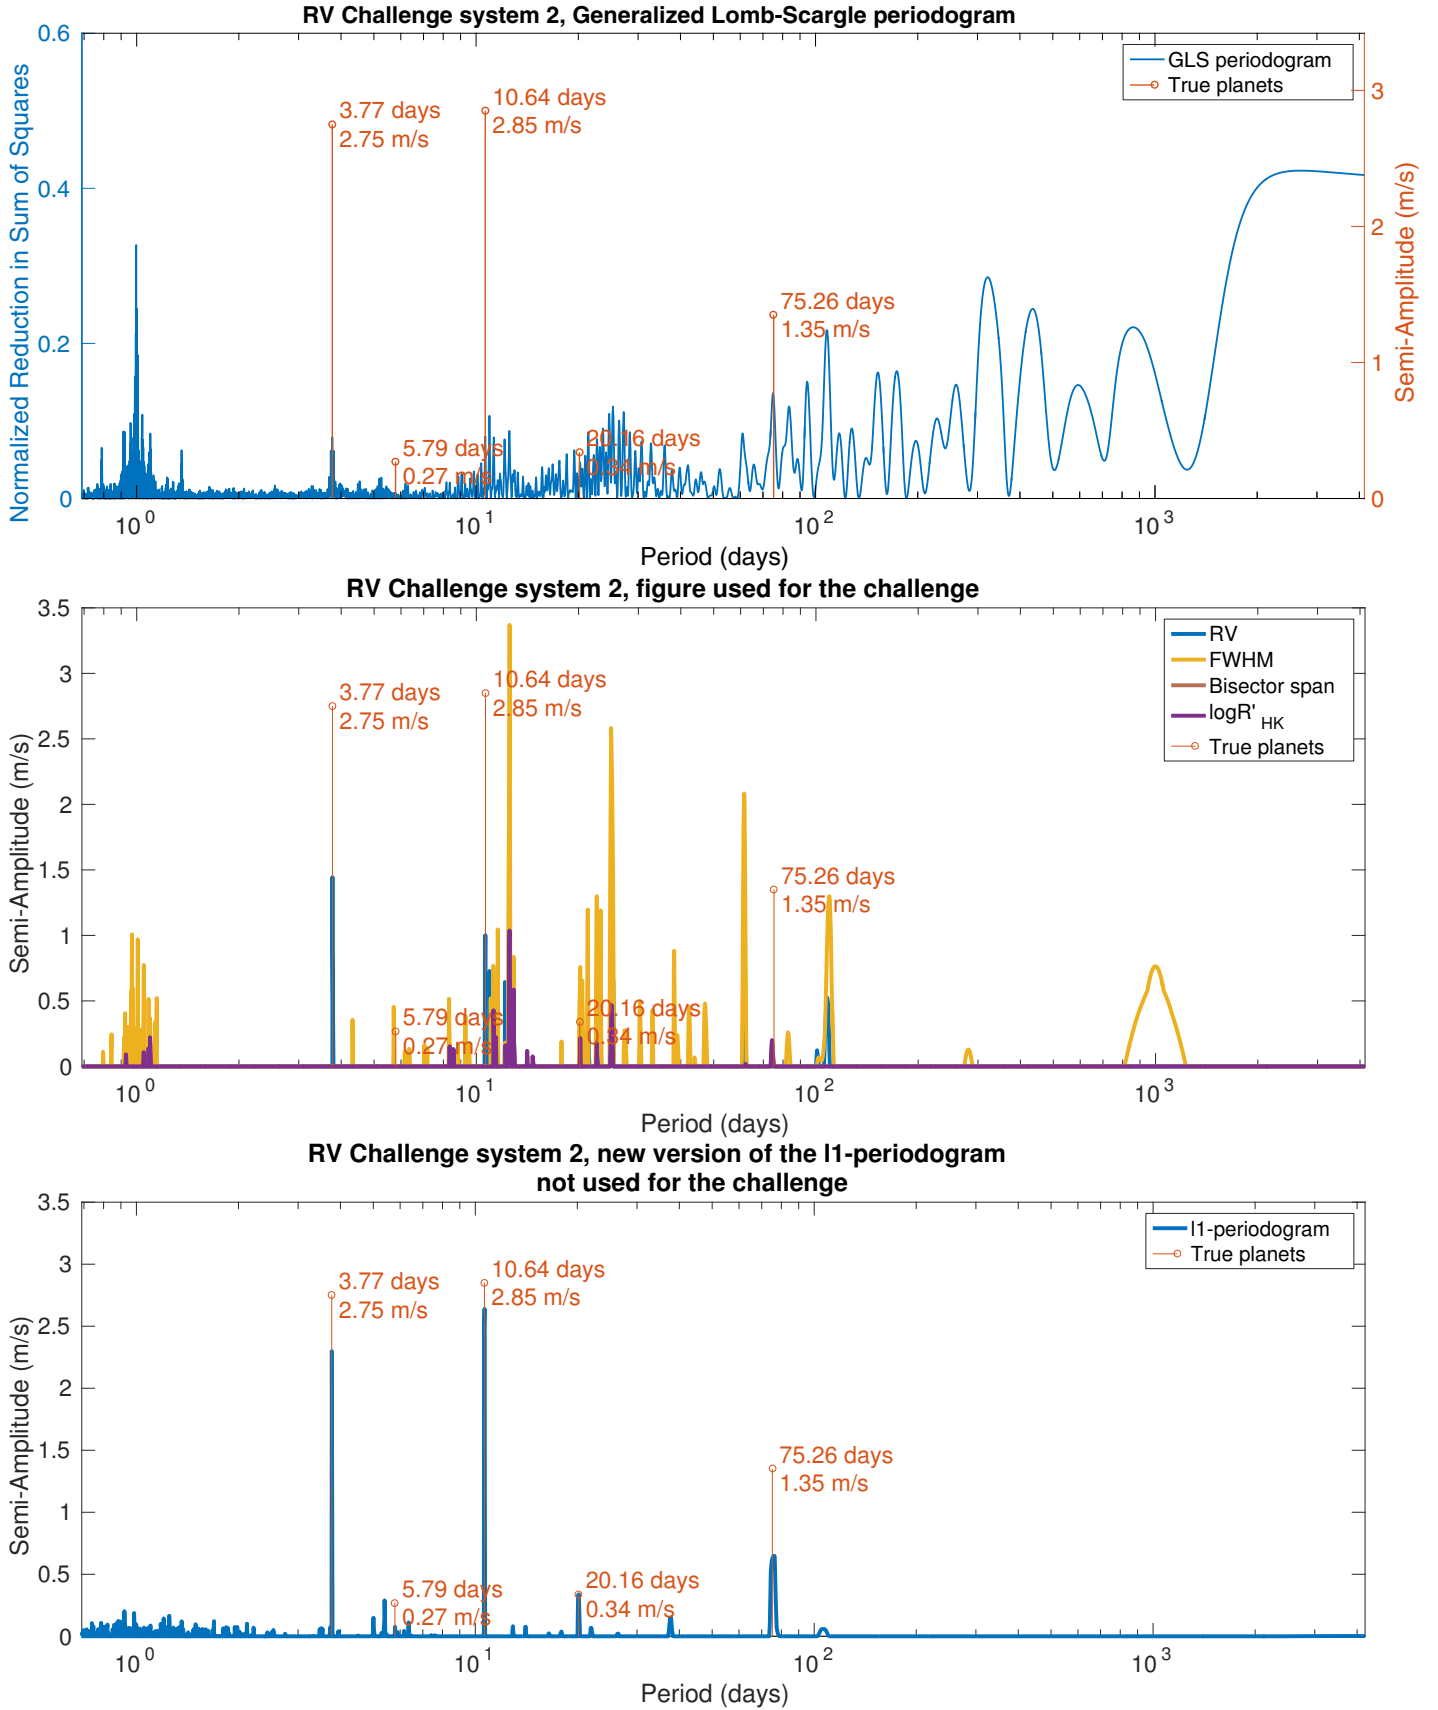 RV Challenge system 2, Generalized Lomb-Scargle periodogram
Normalized Reduction in Sum of Squares
0.6
0.4
0.2
0
3
2
1
0
Semi-Amplitude (m/s)
GLS periodogram
True planets
3.77 days
2.75 m/s
10.64 days
2.85 m/s
75.26 days
1.35 m/s
5.79 days
0.27 m/s
20.16 days
0.34 m/s
10 0
10 1
10 2
10 3
Period (days)
RV Challenge system 2, figure used for the challenge
Semi-Amplitude (m/s)
3.5
3
2.5
2
1.5
1
0.5
0
RV
FWHM
Bisector span
logR' HK
True planets
3.77 days
2.75 m/s
10.64 days
2.85 m/s
75.26 days
1.35 m/s
5.79 days
0.27 m/s
20.16 days
0.34 m/s
10 0
10 1
10 2
10 3
Period (days)
RV Challenge system 2, new version of the l1-periodogram
not used for the challenge
Semi-Amplitude (m/s)
3.5
3
2.5
2
1.5
1
0.5
0
l1-periodogram
True planets
3.77 days
2.75 m/s
10.64 days
2.85 m/s
75.26 days
1.35 m/s
5.79 days
0.27 m/s
20.16 days
0.34 m/s
10 0
10 1
10 2
10 3
Period (days)